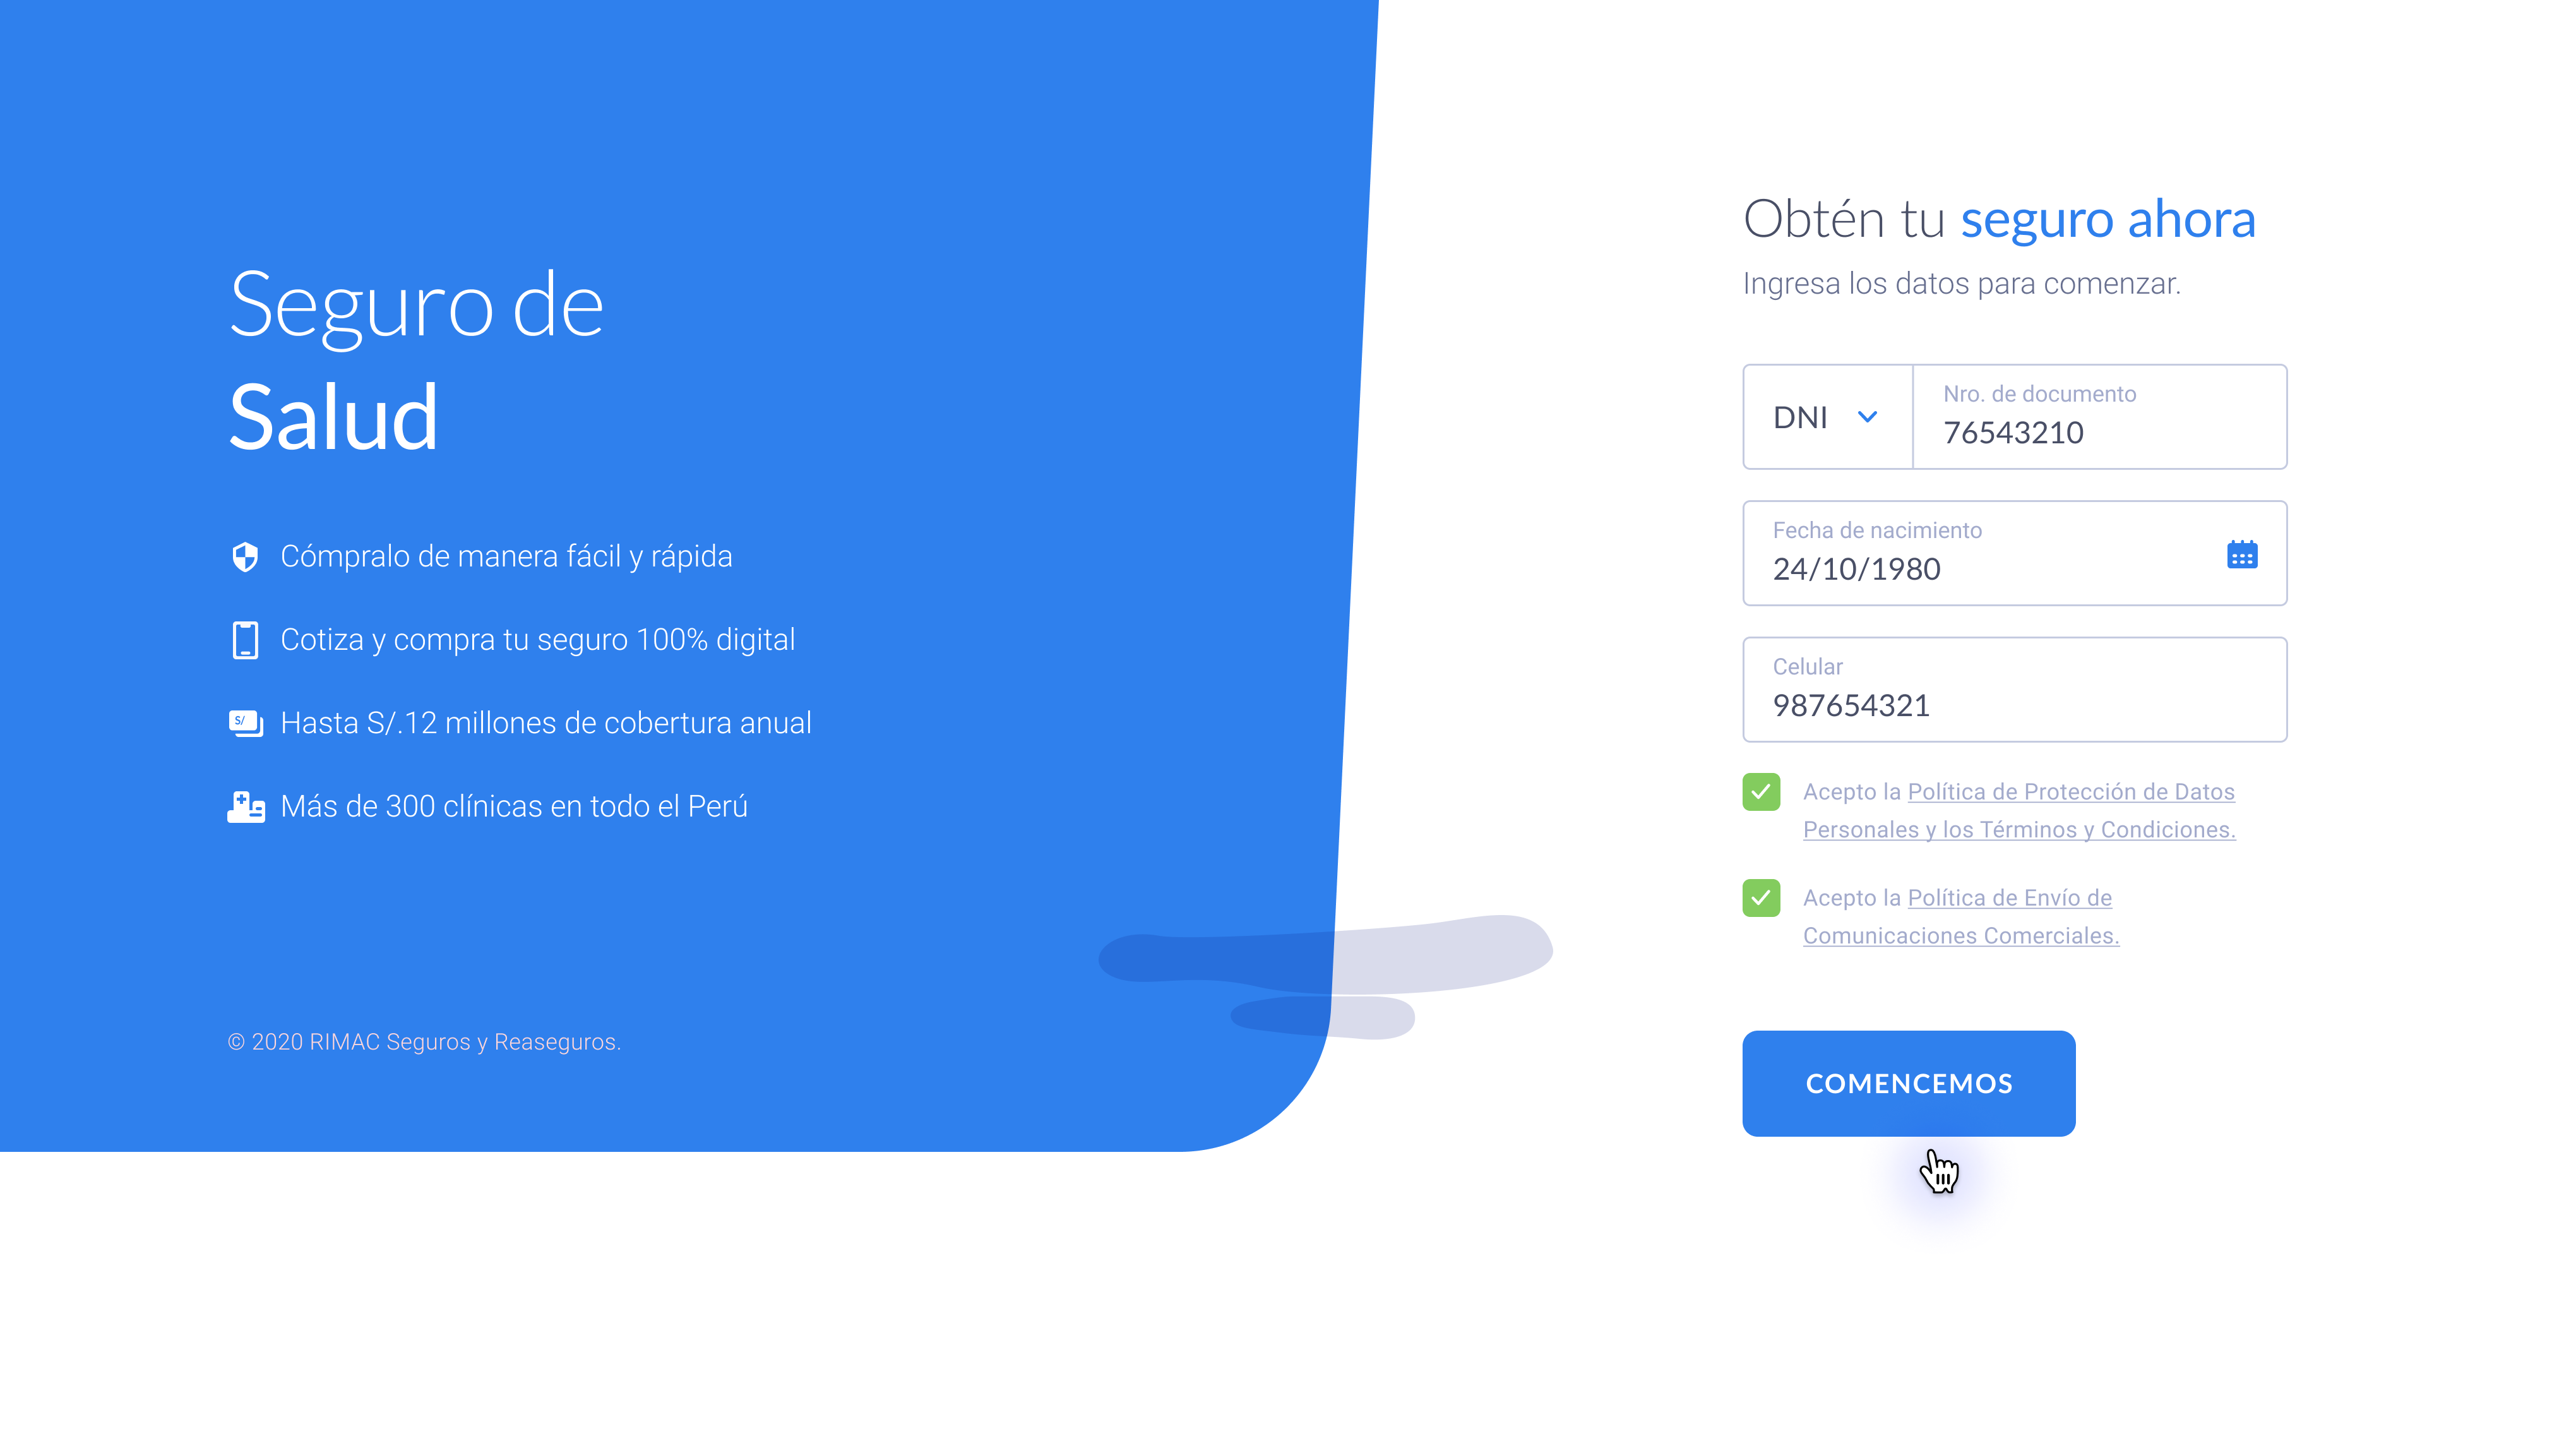 Seguro de
Salud
Cómpralo de manera fácil y rápida
Cotiza y compra tu seguro 100% digital
S/
Hasta S/.12 millones de cobertura anual
Más de 300 clínicas en todo el Perú
© 2020 RIMAC Seguros y Reaseguros.
Obtén tu seguro ahora
Ingresa los datos para comenzar.
DNI
Nro. de documento
76543210
Fecha de nacimiento
24/10/1980
Celular
987654321
Acepto la Política de Protección de Datos
Personales y los Términos y Condiciones.
Acepto la Política de Envío de
Comunicaciones Comerciales.
COMENCEMOS